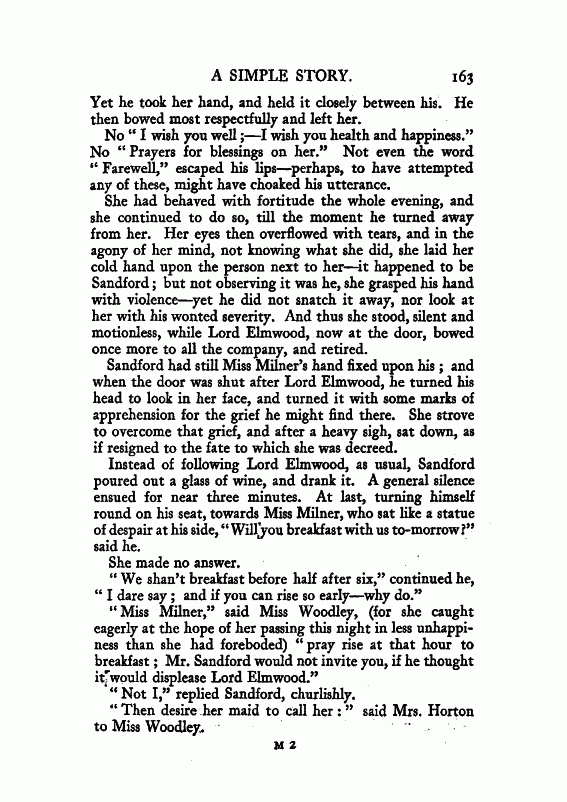 A SIMPLE STORY. 163
Yet he took her hand, and held it closely between his. He
then bowed most respectfully and left her.
No “ I wish you well ;—I wish you health and happiness.”
No “ Prayers for blessings on her.” Not even the word
“ Farewell,” escaped his lips—perhaps, to have attempted
any of these, might have choaked his utterance.
She had behaved with fortitude the whole evening, and
she continued to do so, till the moment he turned away
from her. Her eyes then overflowed with tears, and in the
agony of her mind, not knowing what she did, she laid her
cold hand upon the person next to her—it happened to be
Sandford ; but not observing it was he, she grasped his hand
with violence—yet he did not snatch it away, nor look at
her with his wonted severity. And thus she stood, silent and
motionless, while Lord Elmwood, now at the door, bowed
once more to all the company, and retired.
Sandford had still Miss Milner’s hand fixed upon his ; and
when the door was shut after Lord Elmwood, he turned his
head to look in her face, and turned it with some marks of
apprehension for the grief he might find there. She strove
to overcome that grief, and after a heavy sigh, sat down, as
if resigned to the fate to which she was decreed.
Instead of following Lord Elmwood, as usual, Sandford
poured out a glass of wine, and drank it. A general silence
ensued for near three minutes. At last, turning himself
round on his seat, towards Miss Milner, who sat like a statue
of despair at his side, “ Will you breakfast with us to-morrow?”
said he.
She made no answer.
“ We shan’t breakfast before half after six,” continued he,
“ I dare say ; and if you can rise so early—why do.”
“ Miss Milner,” said Miss Woodley, (for she caught
eagerly at the hope of her passing this night in less unhappi-
ness than she had foreboded) “ pray rise at that hour to
breakfast ; Mr. Sandford would not invite you, if he thought
it would displease Lord Elmwood.”
“ Not I,” replied Sandford, churlishly.
“ Then desire her maid to call her : ” said Mrs. Horton
to Miss Woodley.
M 2